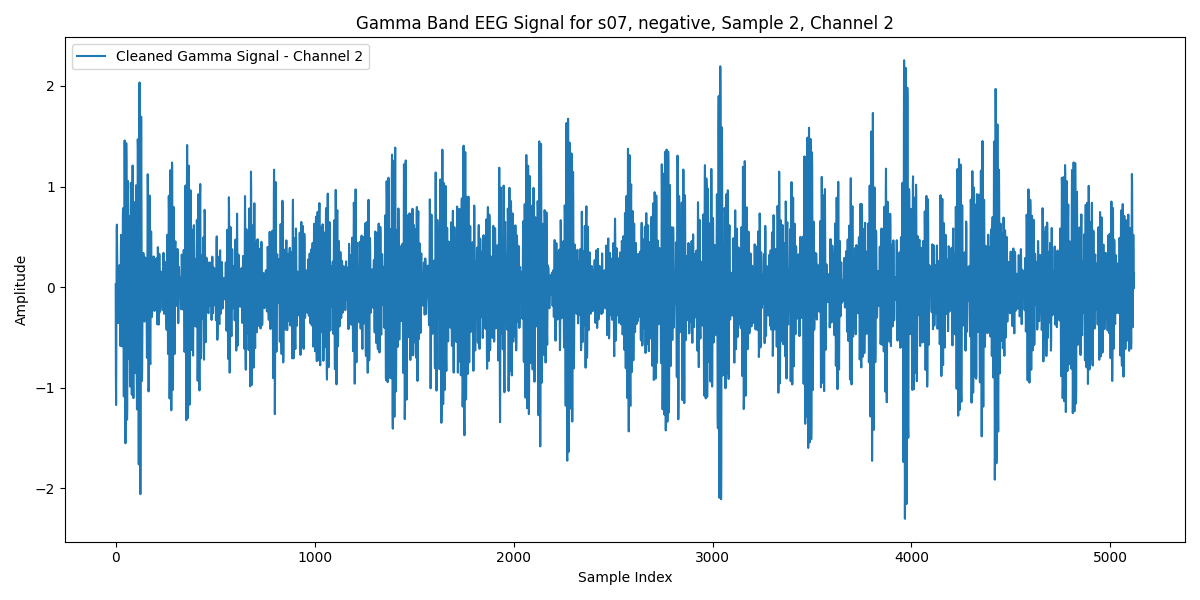 Gamma Band EEG Signal for s07, negative, Sample 2, Channel 2
Cleaned Gamma Signal - Channel 2
2
1
0
−1
−2
Amplitude
0 1000 2000 3000 4000 5000
Sample Index